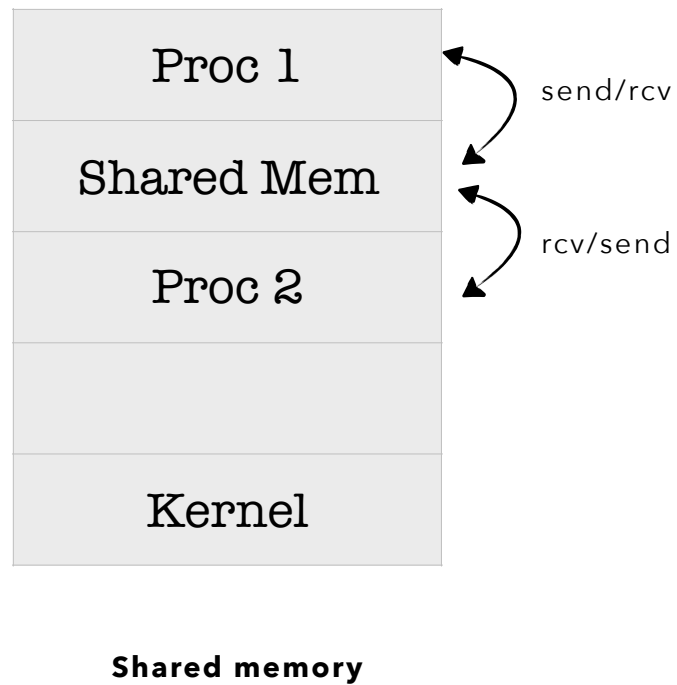 Proc 1
send/rcv
Shared Mem
rcv/send
Proc 2
Kernel
Shared memory